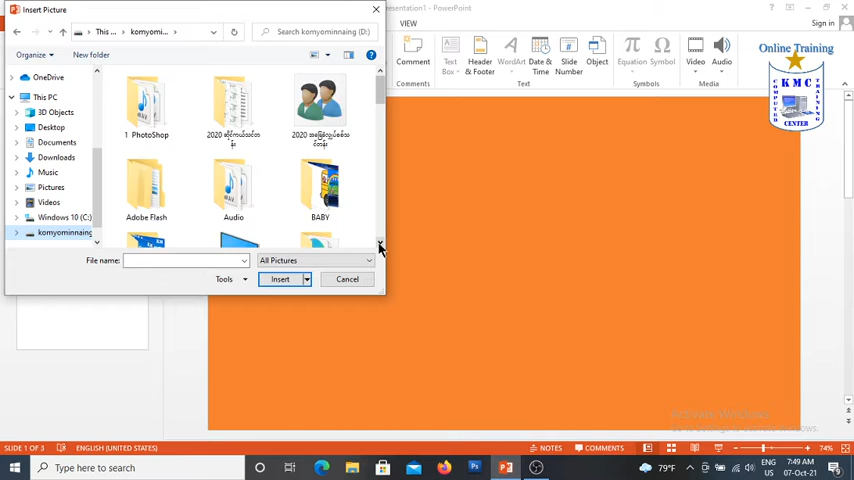 Insert Picture
Presentation1 - PowerPoint
Sign in
This ...
komyomi...
Search komyominnaing (D:)
VIEW
Organize
New folder
Comment
Text Box
Header & Footer
WordArt
Date & Time
Slide Number
Object
Equation
Symbol
Video
Audio
Comments
Text
Symbols
Media
Online Training
KMC
COMPUTER
TRAINING
CENTER
OneDrive
This PC
3D Objects
Desktop
Documents
Downloads
Music
Pictures
Videos
Windows 10 (C:)
komyominnaing
1 PhotoShop
2020
2020
Adobe Flash
Audio
BABY
File name:
All Pictures
Tools
Insert
Cancel
Activate Windows
SLIDE 1 OF 3
ENGLISH (UNITED STATES)
NOTES
COMMENTS
74%
Type here to search
79°F
ENG
US
7:49 AM
07-Oct-21